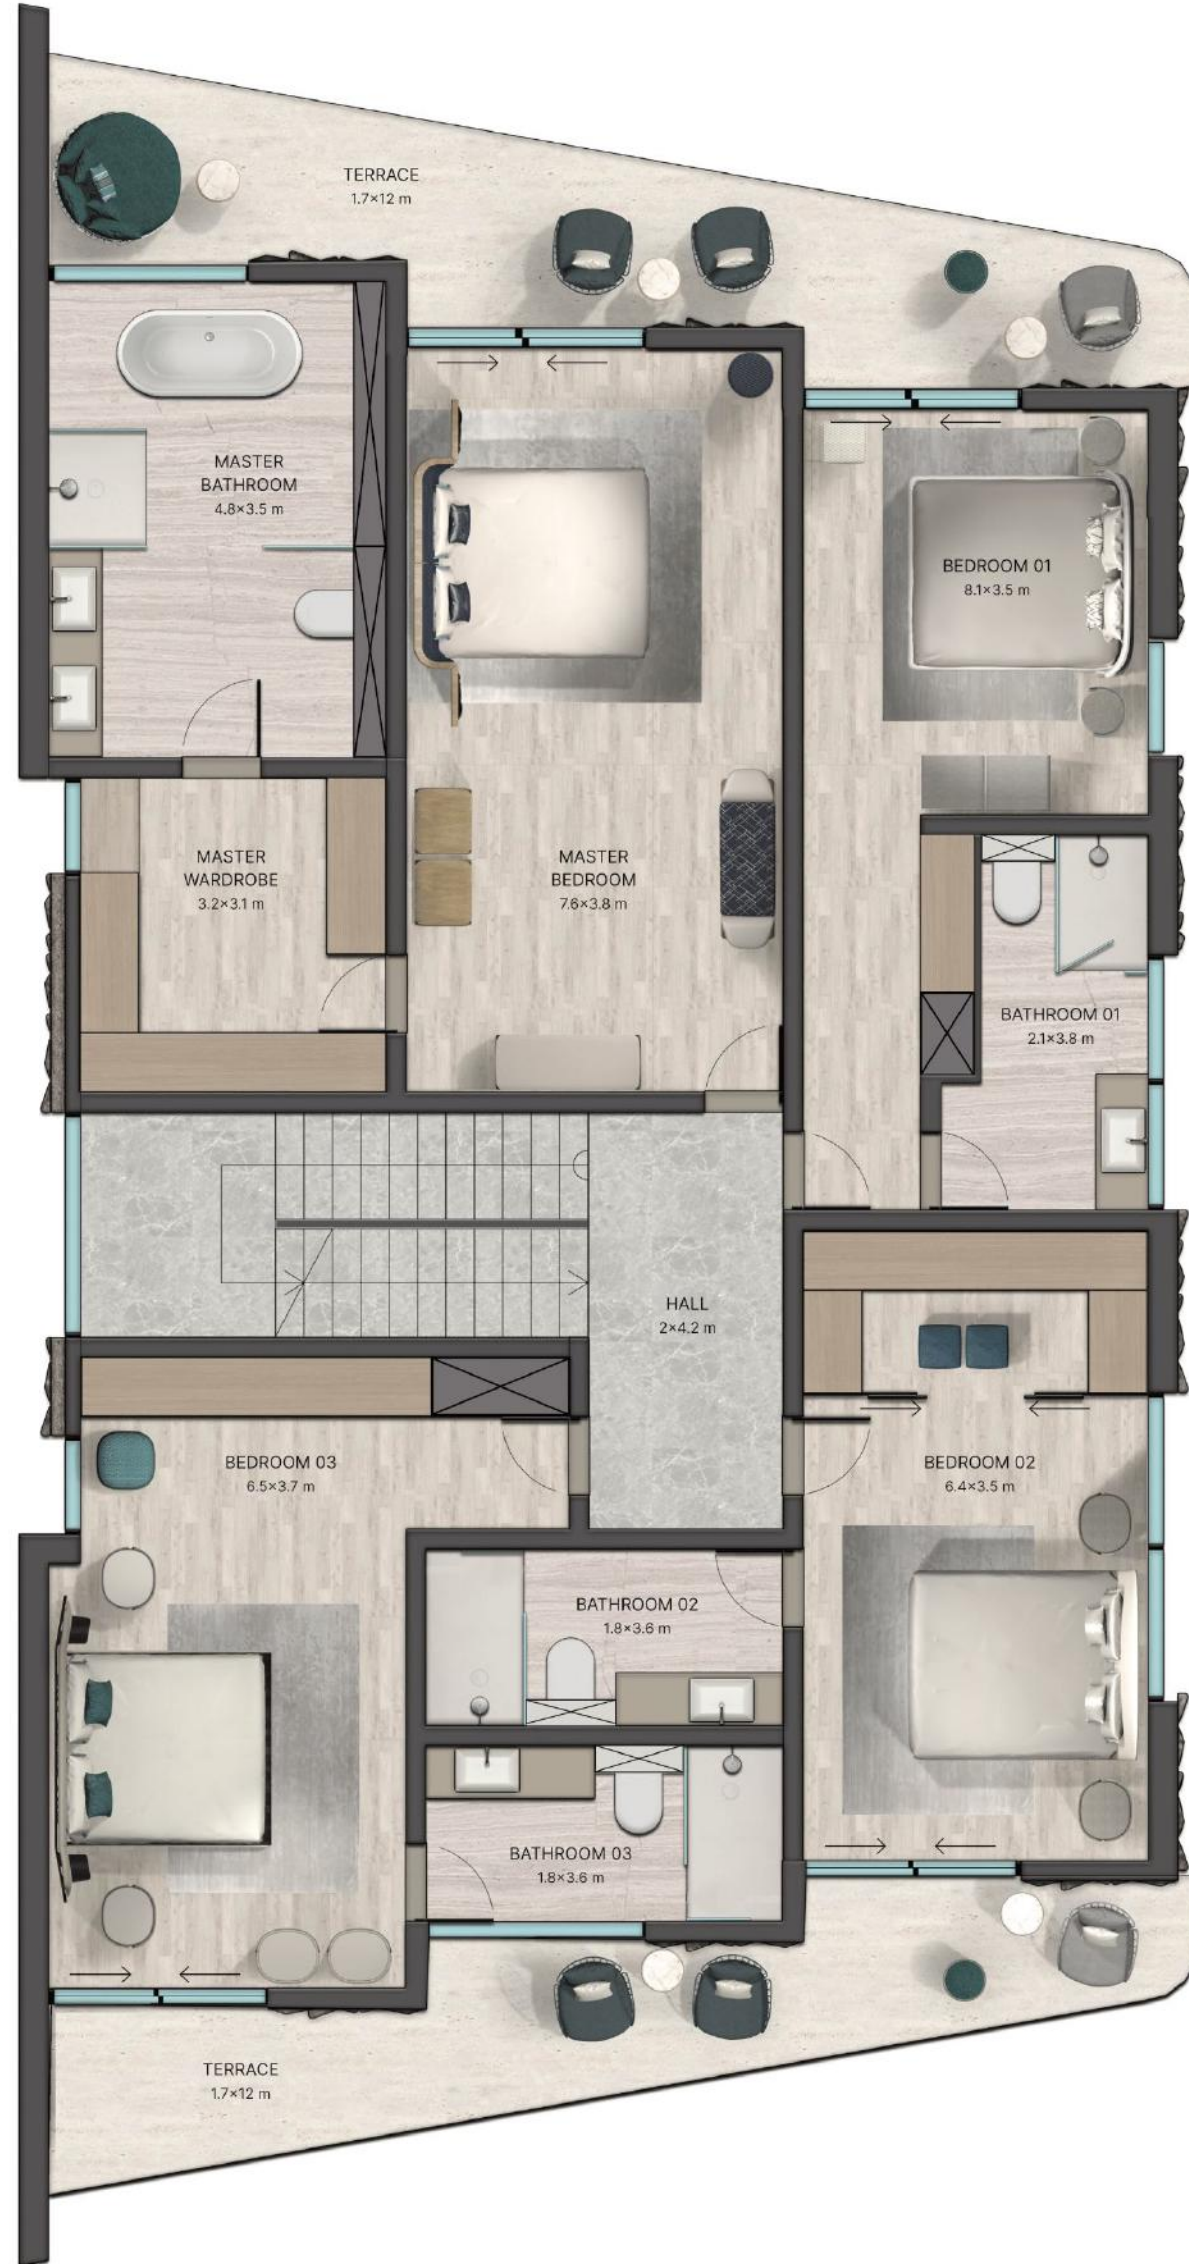 TERRACE
1.7×12 m
MASTER
BATHROOM
4.8×3.5 m
BEDROOM 01
8.1×3.5 m
MASTER
WARDROBE
3.2×3.1 m
MASTER
BEDROOM
7.6×3.8 m
BATHROOM 01
2.1×3.8 m
HALL
2×4.2 m
BEDROOM 03
6.5×3.7 m
BEDROOM 02
6.4×3.5 m
BATHROOM 02
1.8×3.6 m
BATHROOM 03
1.8×3.6 m
TERRACE
1.7×12 m